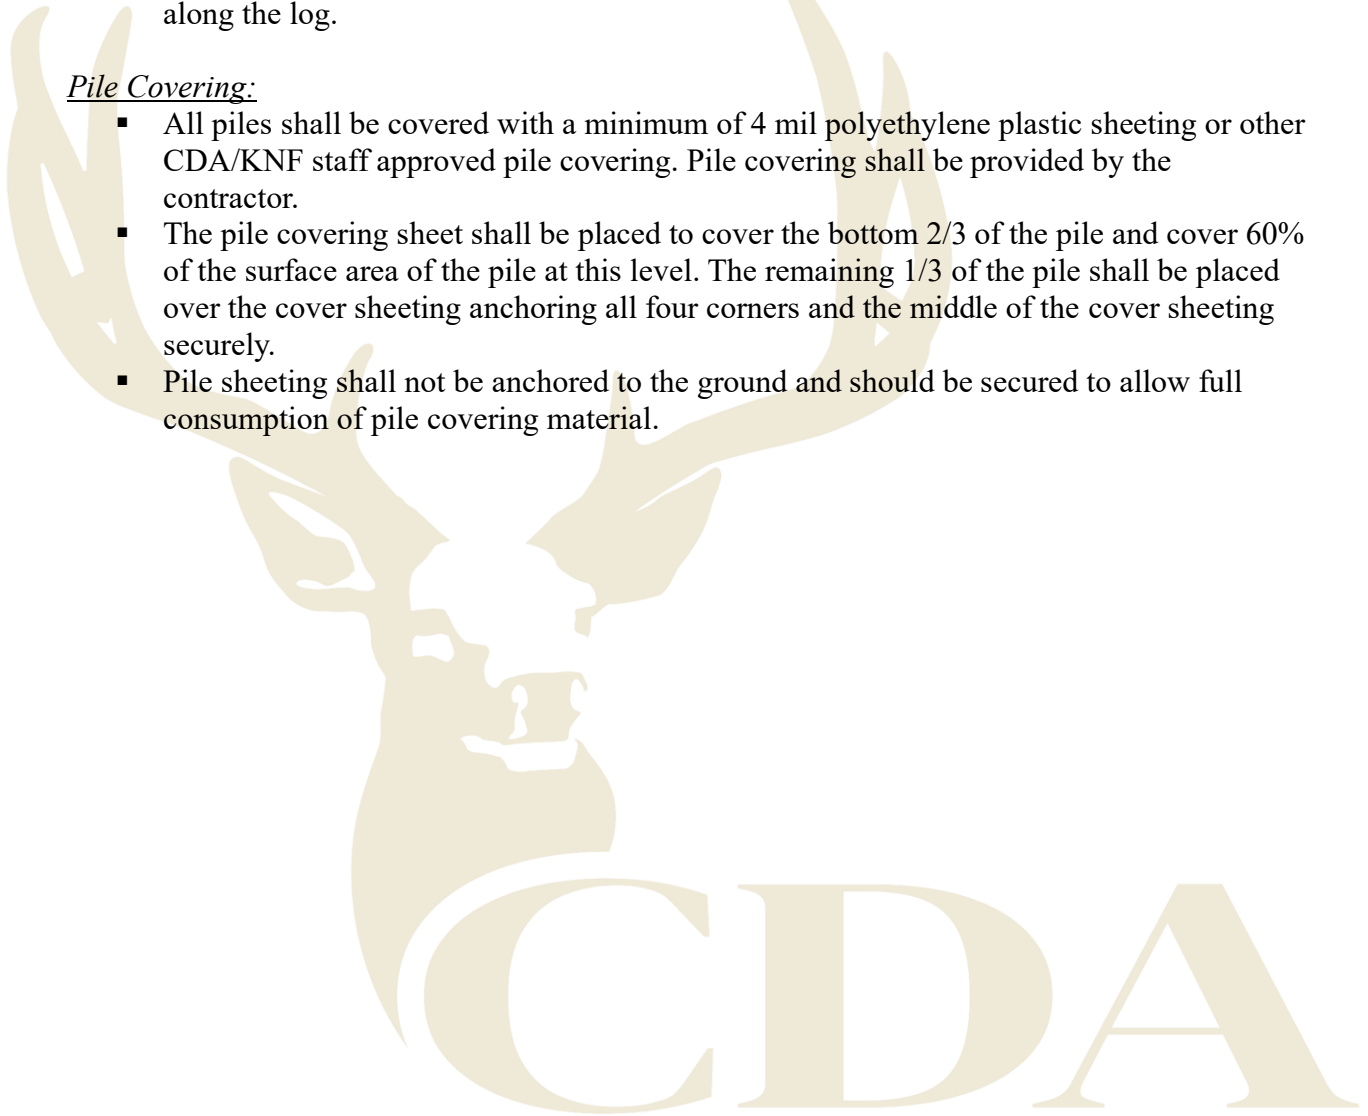 along the log.
Pile Covering:
▪ All piles shall be covered with a minimum of 4 mil polyethylene plastic sheeting or other
CDA/KNF staff approved pile covering. Pile covering shall be provided by the
contractor.
▪ The pile covering sheet shall be placed to cover the bottom 2/3 of the pile and cover 60%
of the surface area of the pile at this level. The remaining 1/3 of the pile shall be placed
over the cover sheeting anchoring all four corners and the middle of the cover sheeting
securely.
▪ Pile sheeting shall not be anchored to the ground and should be secured to allow full
consumption of pile covering material.
CDA